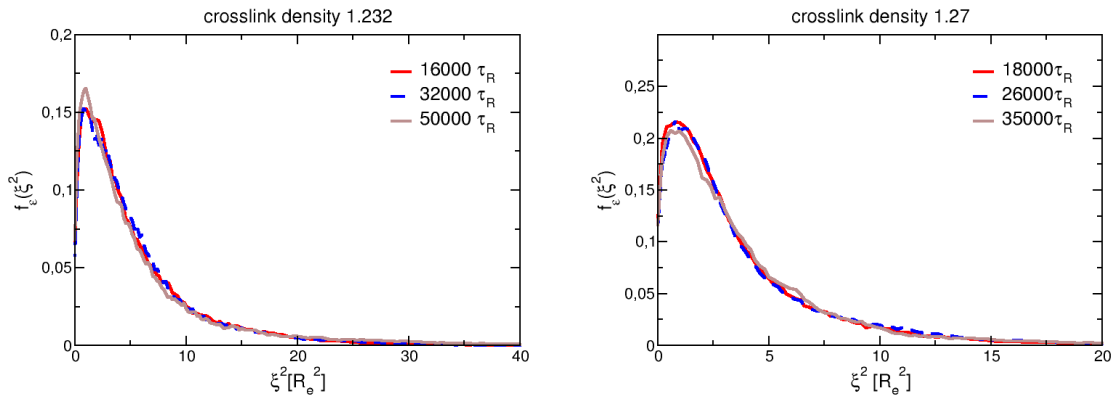 crosslink density 1.232
0,2
0,15
0,1
0,05
0
f_ε(ξ²)
16000 τ_R
32000 τ_R
50000 τ_R
0 10 20 30 40
ξ²[R_e²]
crosslink density 1.27
0,25
0,2
0,15
0,1
0,05
0
f_ε(ξ²)
18000τ_R
26000τ_R
35000τ_R
0 5 10 15 20
ξ² [R_e²]